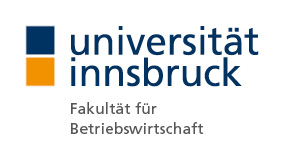 universität
innsbruck
Fakultät für
Betriebswirtschaft